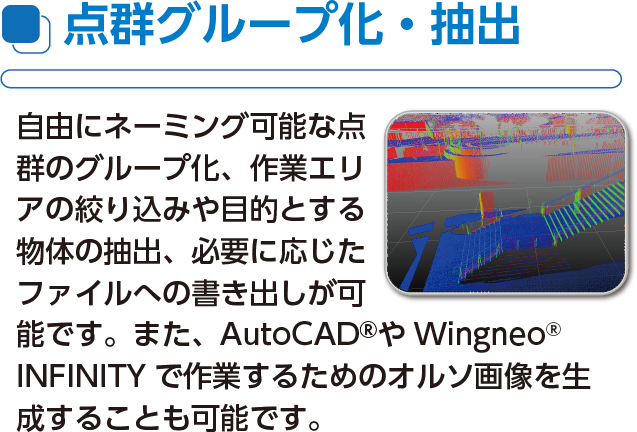 点群グループ化・抽出
自由にネーミング可能な点
群のグループ化、作業エリ
アの絞り込みや目的とする
物体の抽出、必要に応じた
ファイルへの書き出しが可
能です。また、AutoCAD®や Wingneo®
INFINITY で作業するためのオルソ画像を生
成することも可能です。